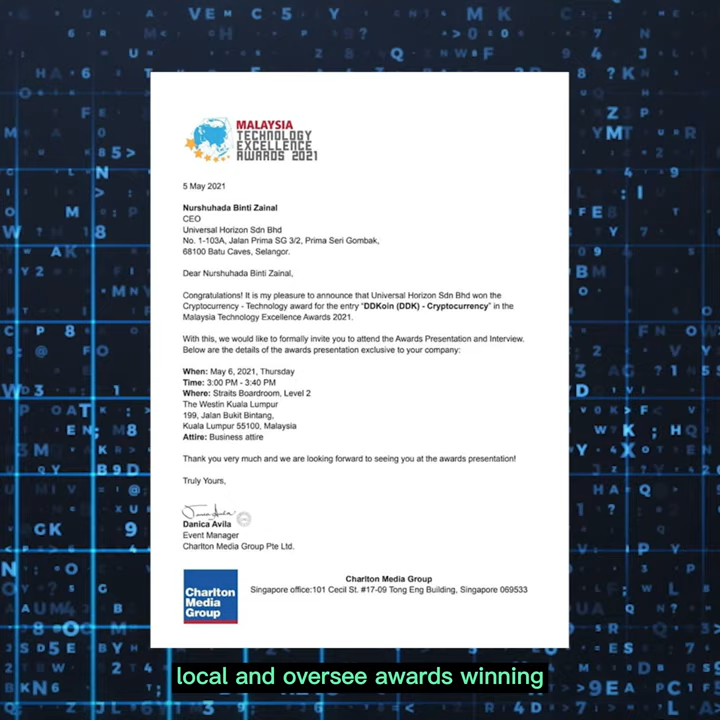 MALAYSIA
TECHNOLOGY
EXCELLENCE
AWARDS 2021
5 May 2021
Nurshuhada Binti Zainal
CEO
Universal Horizon Sdn Bhd
No. 1-103A, Jalan Prima SG 3/2, Prima Seri Gombak,
68100 Batu Caves, Selangor.
Dear Nurshuhada Binti Zainal,
Congratulations! It is my pleasure to announce that Universal Horizon Sdn Bhd won the
Cryptocurrency - Technology award for the entry "DDKoin (DDK) - Cryptocurrency" in the
Malaysia Technology Excellence Awards 2021.
With this, we would like to formally invite you to attend the Awards Presentation and Interview.
Below are the details of the awards presentation exclusive to your company:
When: May 6, 2021, Thursday
Time: 3:00 PM - 3:40 PM
Where: Straits Boardroom, Level 2
The Westin Kuala Lumpur
199, Jalan Bukit Bintang,
Kuala Lumpur 55100, Malaysia
Attire: Business attire
Thank you very much and we are looking forward to seeing you at the awards presentation!
Truly Yours,
Danica Avila
Event Manager
Charlton Media Group Pte Ltd.
Charlton
Media
Group
Charlton Media Group
Singapore office:101 Cecil St. #17-09 Tong Eng Building, Singapore 069533
local and oversee awards winning